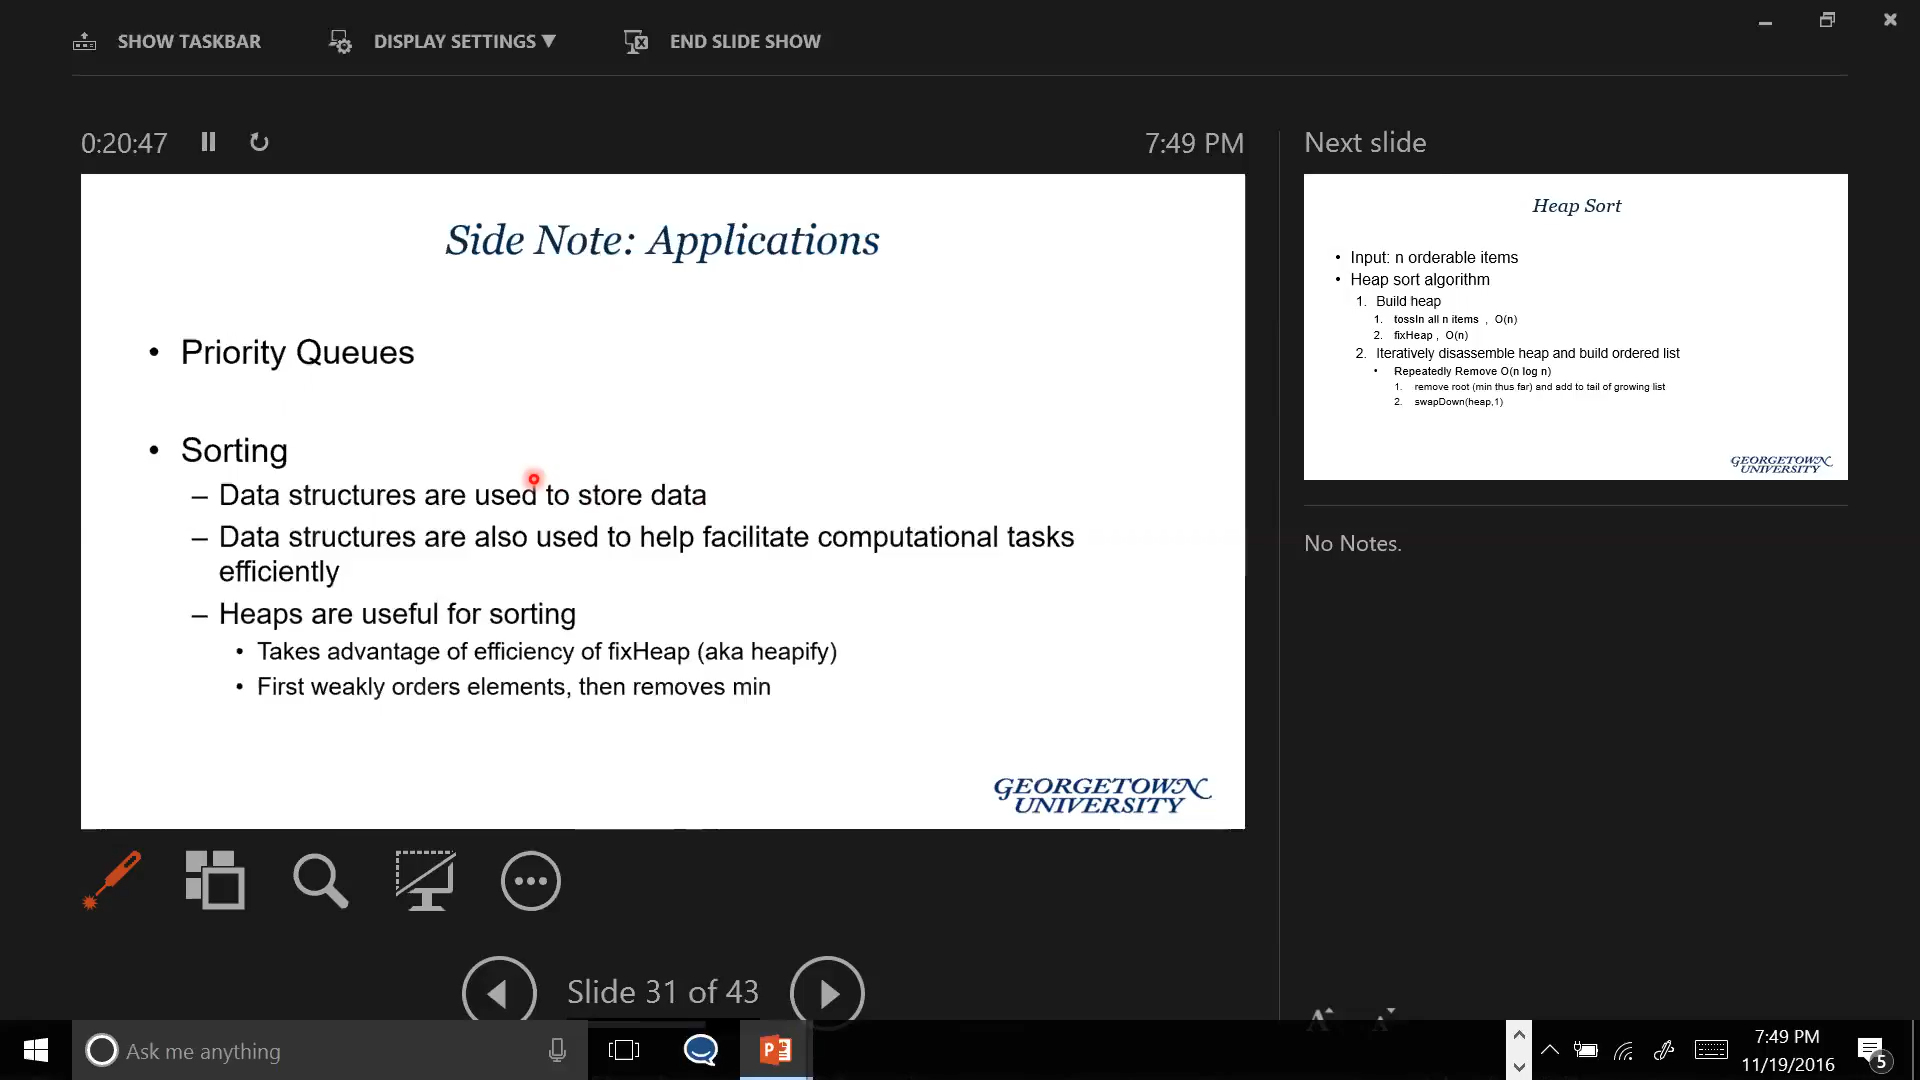 SHOW TASKBAR DISPLAY SETTINGS ▼ END SLIDE SHOW
0:20:47 7:49 PM
Side Note: Applications
• Priority Queues
• Sorting
– Data structures are used to store data
– Data structures are also used to help facilitate computational tasks
efficiently
– Heaps are useful for sorting
• Takes advantage of efficiency of fixHeap (aka heapify)
• First weakly orders elements, then removes min
GEORGETOWN
UNIVERSITY
Slide 31 of 43
Next slide
Heap Sort
• Input: n orderable items
• Heap sort algorithm
1. Build heap
1. tossIn all n items , O(n)
2. fixHeap , O(n)
2. Iteratively disassemble heap and build ordered list
• Repeatedly Remove O(n log n)
1. remove root (min thus far) and add to tail of growing list
2. swapDown(heap,1)
GEORGETOWN
UNIVERSITY
No Notes.
A A
Ask me anything
7:49 PM
11/19/2016
5